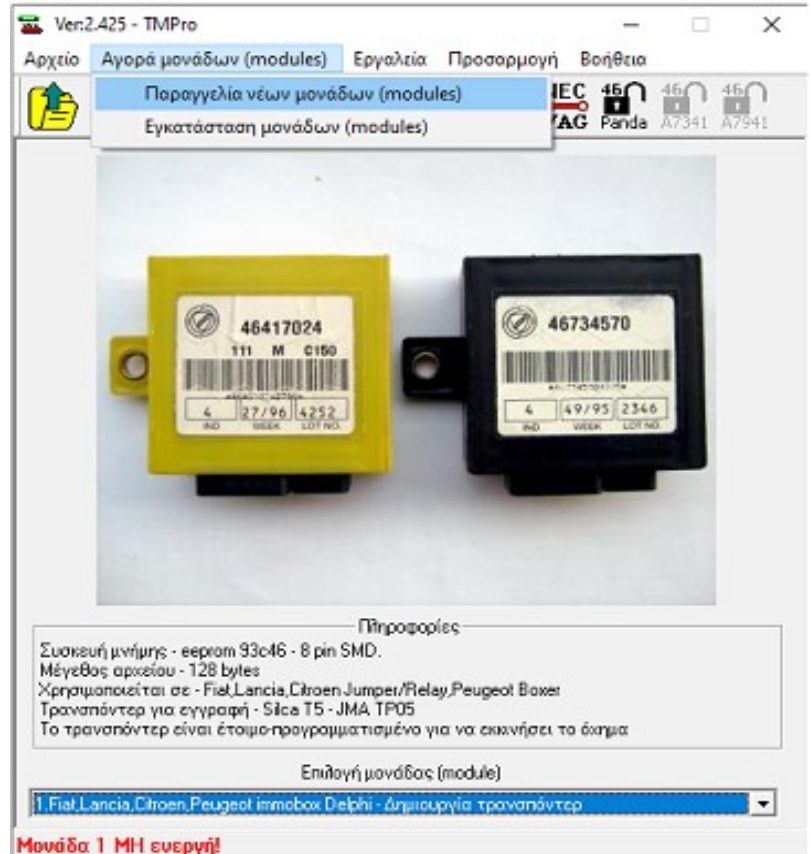 Ver:2.425 - TMPro
Αρχείο Αγορά μονάδων (modules) Εργαλεία Προσαρμογή Βοήθεια
Παραγγελία νέων μονάδων (modules)
Εγκατάσταση μονάδων (modules)
46 Panda
46 A7341
46 A7941
46417024
111 M C150
4 27/96 4252
IND WEEK LOT NO.
46734570
4 49/95 2346
IND WEEK LOT NO.
Πληροφορίες
Συσκευή μνήμης - eeprom 93c46 - 8 pin SMD.
Μέγεθος αρχείου - 128 bytes
Χρησιμοποιείται σε - Fiat,Lancia,Citroen Jumper/Relay,Peugeot Boxer
Τρανσπόντερ για εγγραφή - Silca T5 - JMA TP05
Το τρανσπόντερ είναι έτοιμο-προγραμματισμένο για να εκκινήσει το όχημα
Επιλογή μονάδας (module)
1.Fiat,Lancia,Citroen,Peugeot immobox Delphi - Δημιουργία τρανσπόντερ
Μονάδα 1 ΜΗ ενεργή!